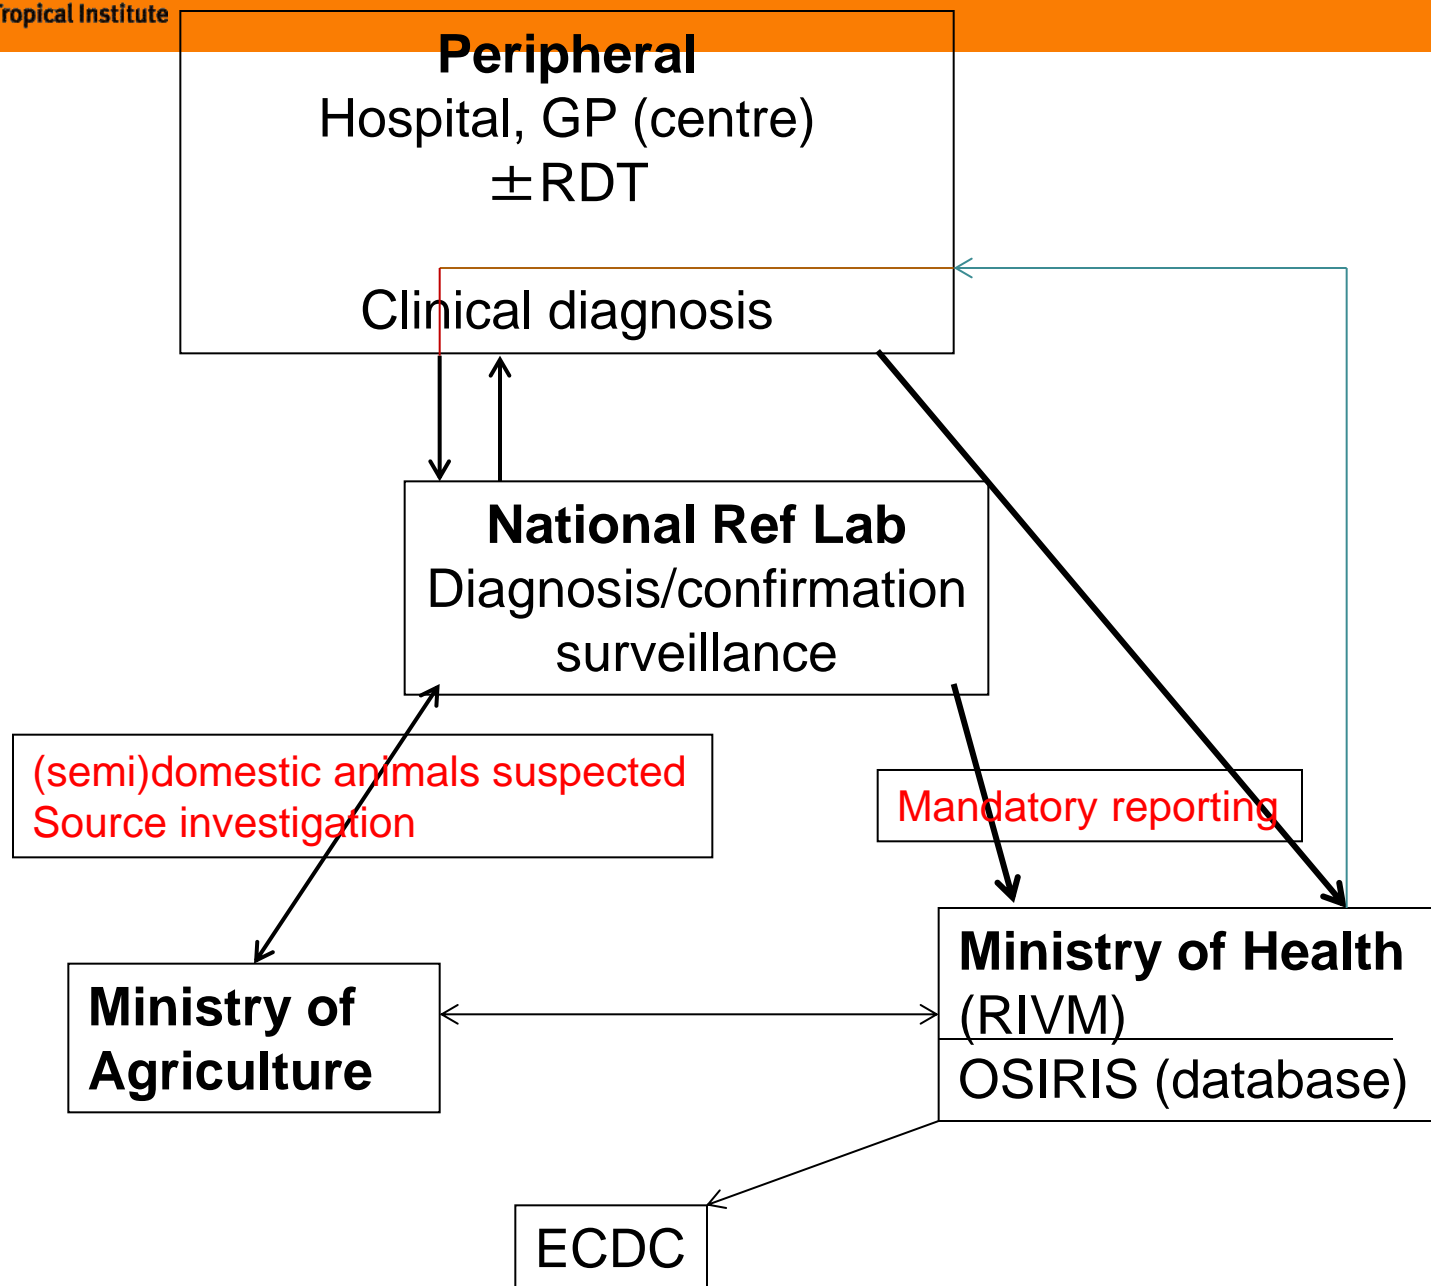 Tropical Institute
Peripheral
Hospital, GP (centre)
±RDT
Clinical diagnosis
National Ref Lab
Diagnosis/confirmation
surveillance
(semi)domestic animals suspected
Source investigation
Mandatory reporting
Ministry of
Agriculture
Ministry of Health
(RIVM)
OSIRIS (database)
ECDC